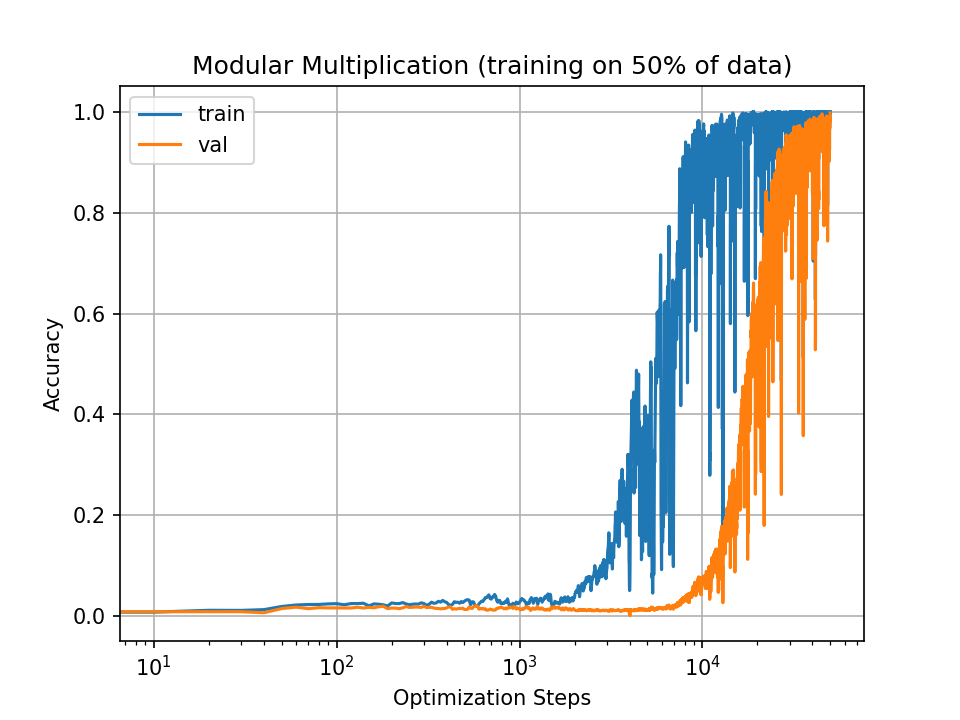 Modular Multiplication (training on 50% of data)
train
val
1.0
0.8
0.6
0.4
0.2
0.0
Accuracy
10¹ 10² 10³ 10⁴
Optimization Steps